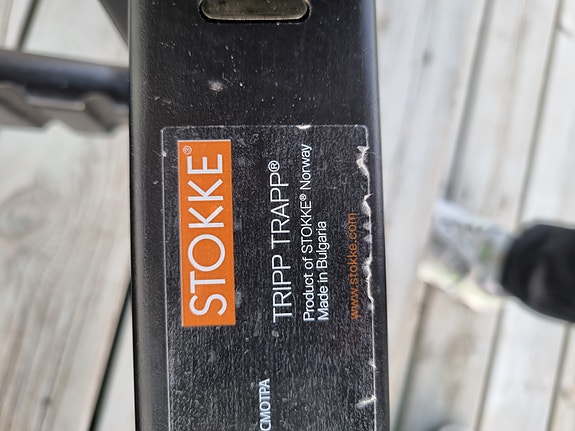 STOKKE®
TRIPP TRAPP®
Product of STOKKE® Norway
Made in Bulgaria
www.stokke.com
СМОТРА